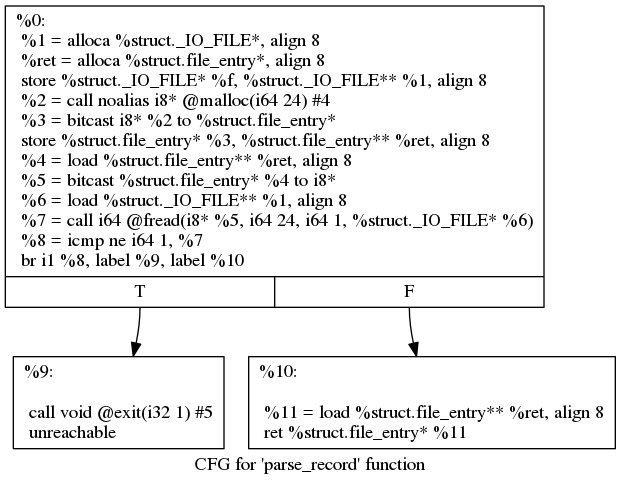 %0:
%1 = alloca %struct._IO_FILE*, align 8
%ret = alloca %struct.file_entry*, align 8
store %struct._IO_FILE* %f, %struct._IO_FILE** %1, align 8
%2 = call noalias i8* @malloc(i64 24) #4
%3 = bitcast i8* %2 to %struct.file_entry*
store %struct.file_entry* %3, %struct.file_entry** %ret, align 8
%4 = load %struct.file_entry** %ret, align 8
%5 = bitcast %struct.file_entry* %4 to i8*
%6 = load %struct._IO_FILE** %1, align 8
%7 = call i64 @fread(i8* %5, i64 24, i64 1, %struct._IO_FILE* %6)
%8 = icmp ne i64 1, %7
br i1 %8, label %9, label %10
T
F
%9:
call void @exit(i32 1) #5
unreachable
%10:
%11 = load %struct.file_entry** %ret, align 8
ret %struct.file_entry* %11
CFG for 'parse_record' function